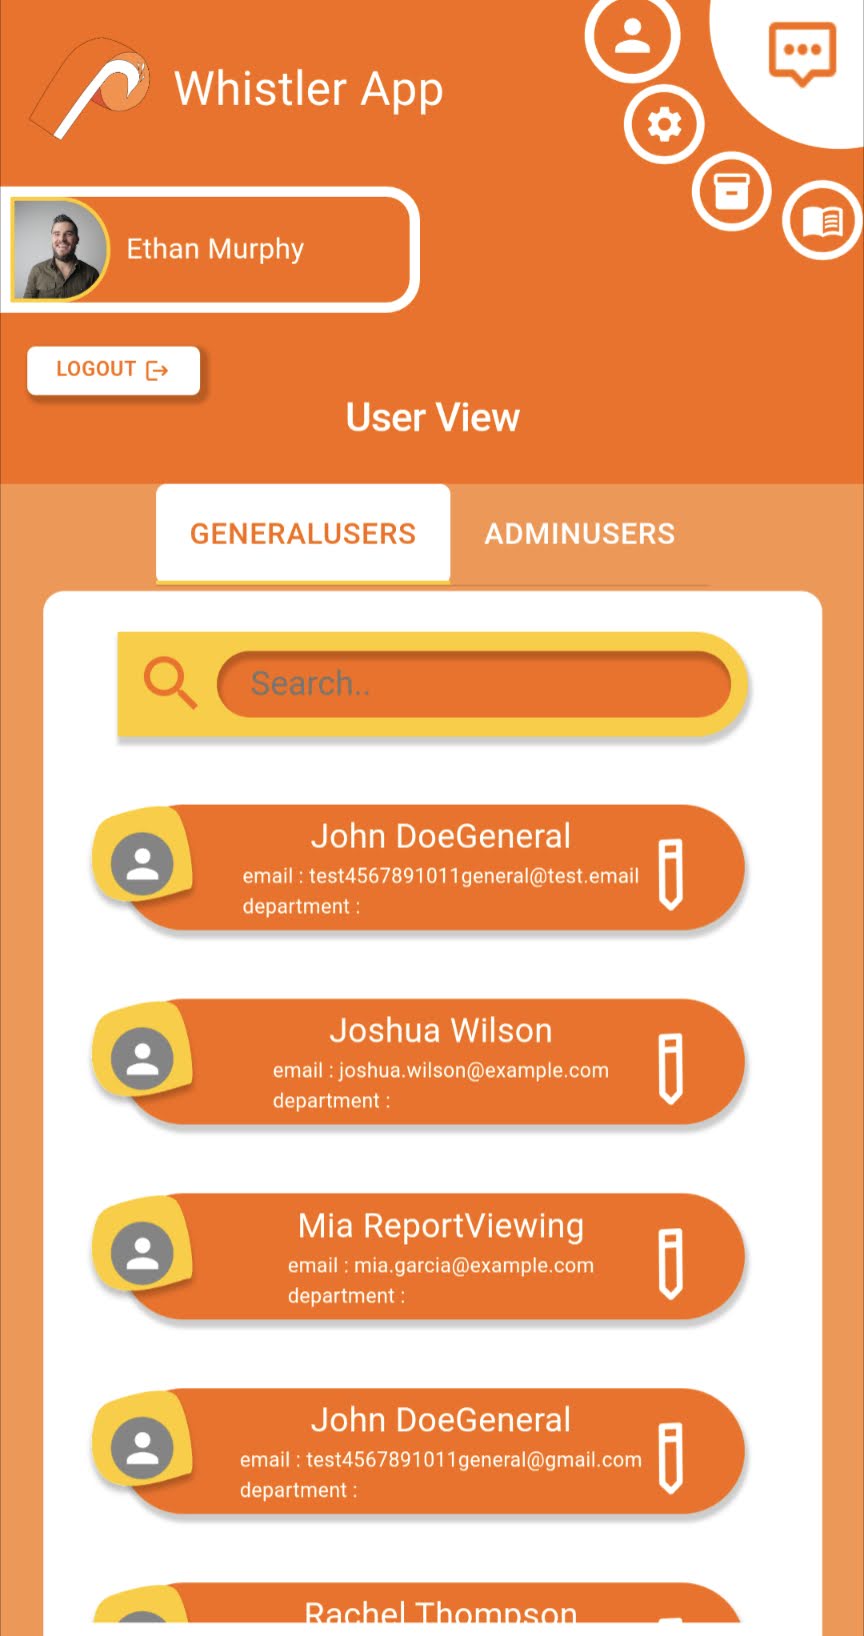 Whistler App
Ethan Murphy
LOGOUT
User View
GENERALUSERS
ADMINUSERS
Search..
John DoeGeneral
email : test4567891011general@test.email
department :
Joshua Wilson
email : joshua.wilson@example.com
department :
Mia ReportViewing
email : mia.garcia@example.com
department :
John DoeGeneral
email : test4567891011general@gmail.com
department :
Rachel Thompson